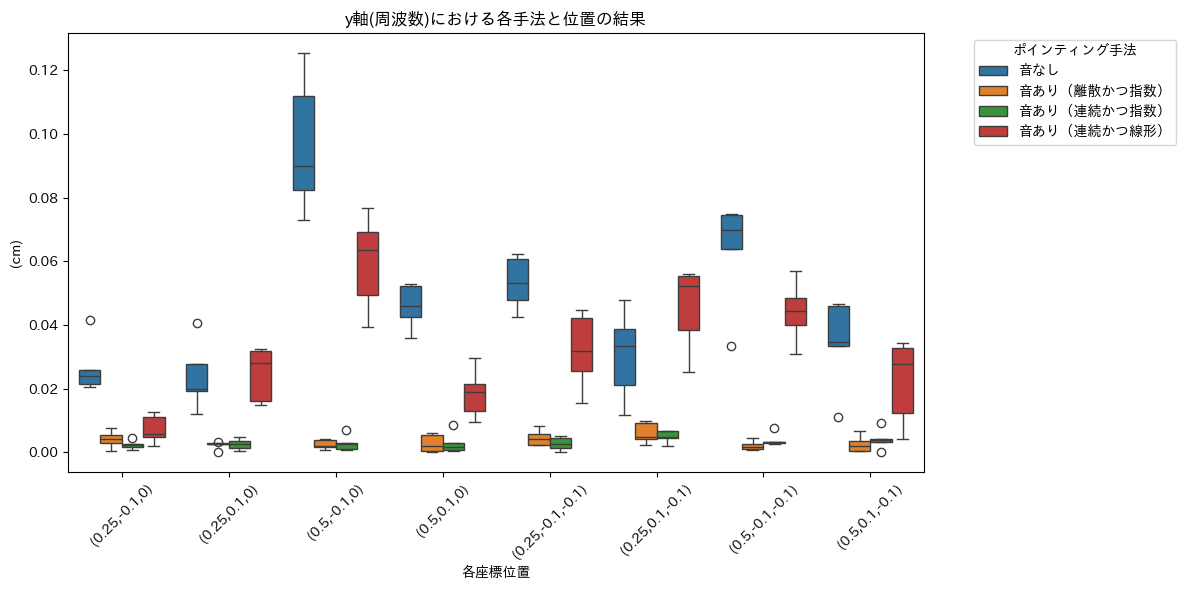 y軸(周波数)における各手法と位置の結果
0.12
0.10
0.08
0.06
0.04
0.02
0.00
(cm)
(0.25,-0.1,0)
(0.25,0.1,0)
(0.5,-0.1,0)
(0.5,0.1,0)
(0.25,-0.1,-0.1)
(0.25,0.1,-0.1)
(0.5,-0.1,-0.1)
(0.5,0.1,-0.1)
各座標位置
ポインティング手法
音なし
音あり（離散かつ指数）
音あり（連続かつ指数）
音あり（連続かつ線形）